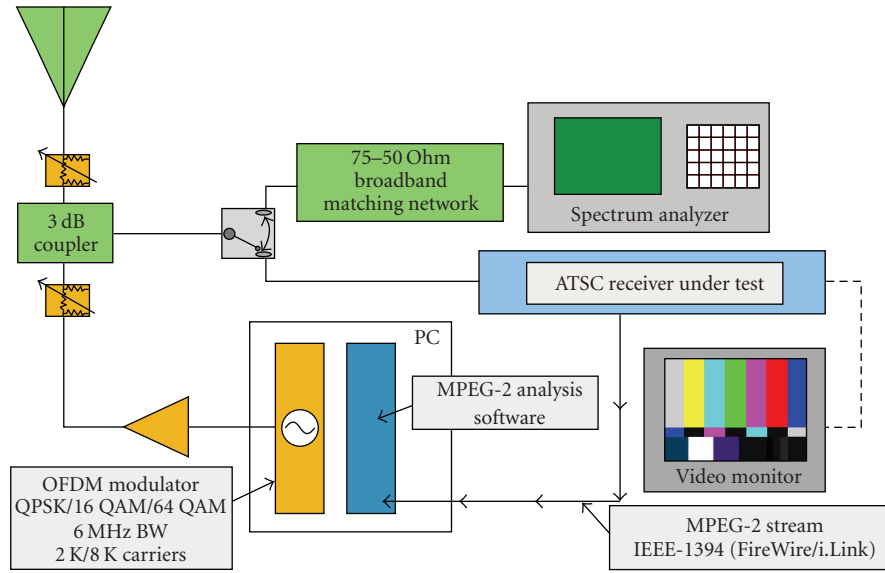 75–50 Ohm
broadband
matching network
Spectrum analyzer
3 dB
coupler
ATSC receiver under test
PC
MPEG-2 analysis
software
Video monitor
OFDM modulator
QPSK/16 QAM/64 QAM
6 MHz BW
2 K/8 K carriers
MPEG-2 stream
IEEE-1394 (FireWire/i.Link)